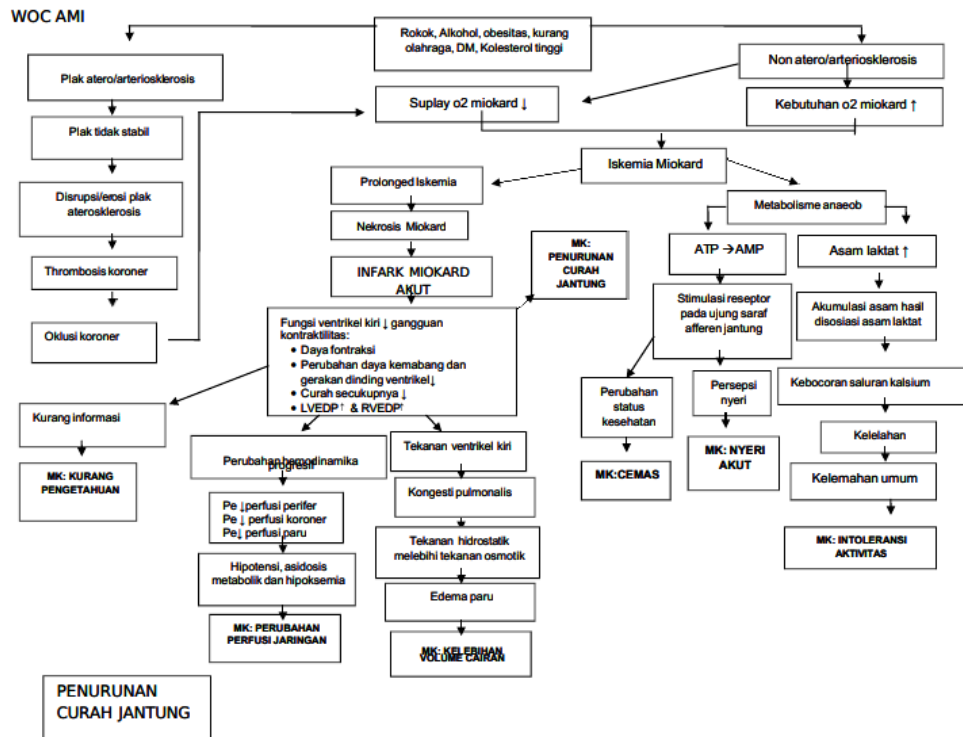 WOC AMI
Rokok, Alkohol, obesitas, kurang
olahraga, DM, Kolesterol tinggi
Plak atero/arteriosklerosis
Non atero/arteriosklerosis
Suplay o2 miokard ↓
Kebutuhan o2 miokard ↑
Plak tidak stabil
Iskemia Miokard
Prolonged Iskemia
Disrupsi/erosi plak
aterosklerosis
Metabolisme anaeob
Nekrosis Miokard
MK:
PENURUNAN
CURAH
JANTUNG
ATP →AMP
Asam laktat ↑
Thrombosis koroner
INFARK MIOKARD
AKUT
Stimulasi reseptor
pada ujung saraf
afferen jantung
Akumulasi asam hasil
disosiasi asam laktat
Oklusi koroner
Fungsi ventrikel kiri ↓ gangguan
kontraktilitas:
• Daya fontraksi
• Perubahan daya kemabang dan
gerakan dinding ventrikel↓
• Curah secukupnya ↓
• LVEDP↑ & RVEDP↑
Perubahan
status
kesehatan
Persepsi
nyeri
Kebocoran saluran kalsium
Kurang informasi
Kelelahan
MK: KURANG
PENGETAHUAN
Perubahan hemodinamika
progresif
Tekanan ventrikel kiri
MK:CEMAS
MK: NYERI
AKUT
Kelemahan umum
Pe ↓perfusi perifer
Pe ↓ perfusi koroner
Pe↓ perfusi paru
Kongesti pulmonalis
MK: INTOLERANSI
AKTIVITAS
Tekanan hidrostatik
melebihi tekanan osmotik
Hipotensi, asidosis
metabolik dan hipoksemia
Edema paru
MK: PERUBAHAN
PERFUSI JARINGAN
MK: KELEBIHAN
VOLUME CAIRAN
PENURUNAN
CURAH JANTUNG